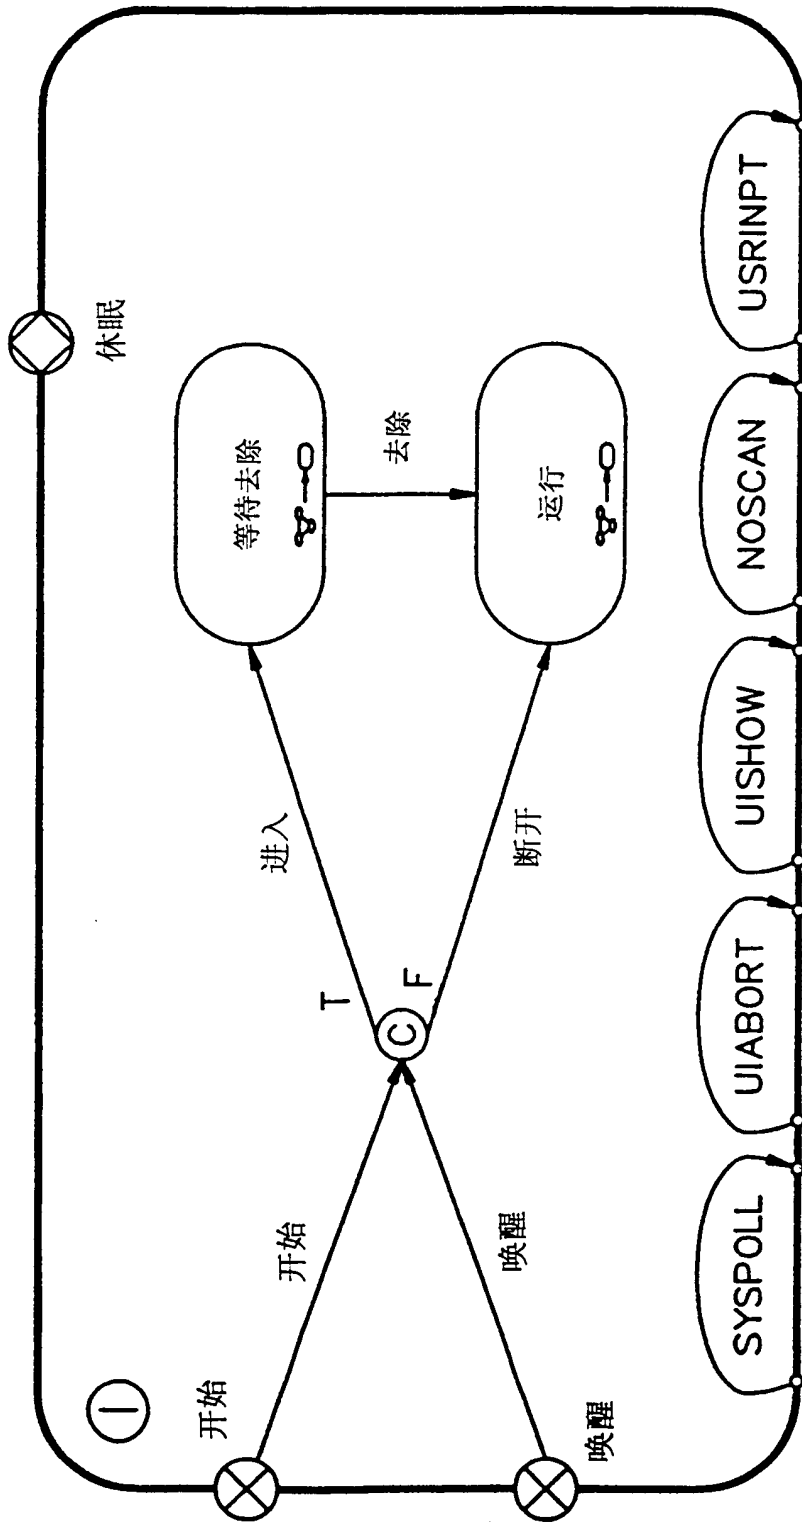 I
开始
唤醒
开始
唤醒
C
T
F
进入
断开
等待去除
去除
运行
休眠
SYSPOLL
UIABORT
UISHOW
NOSCAN
USRINPT